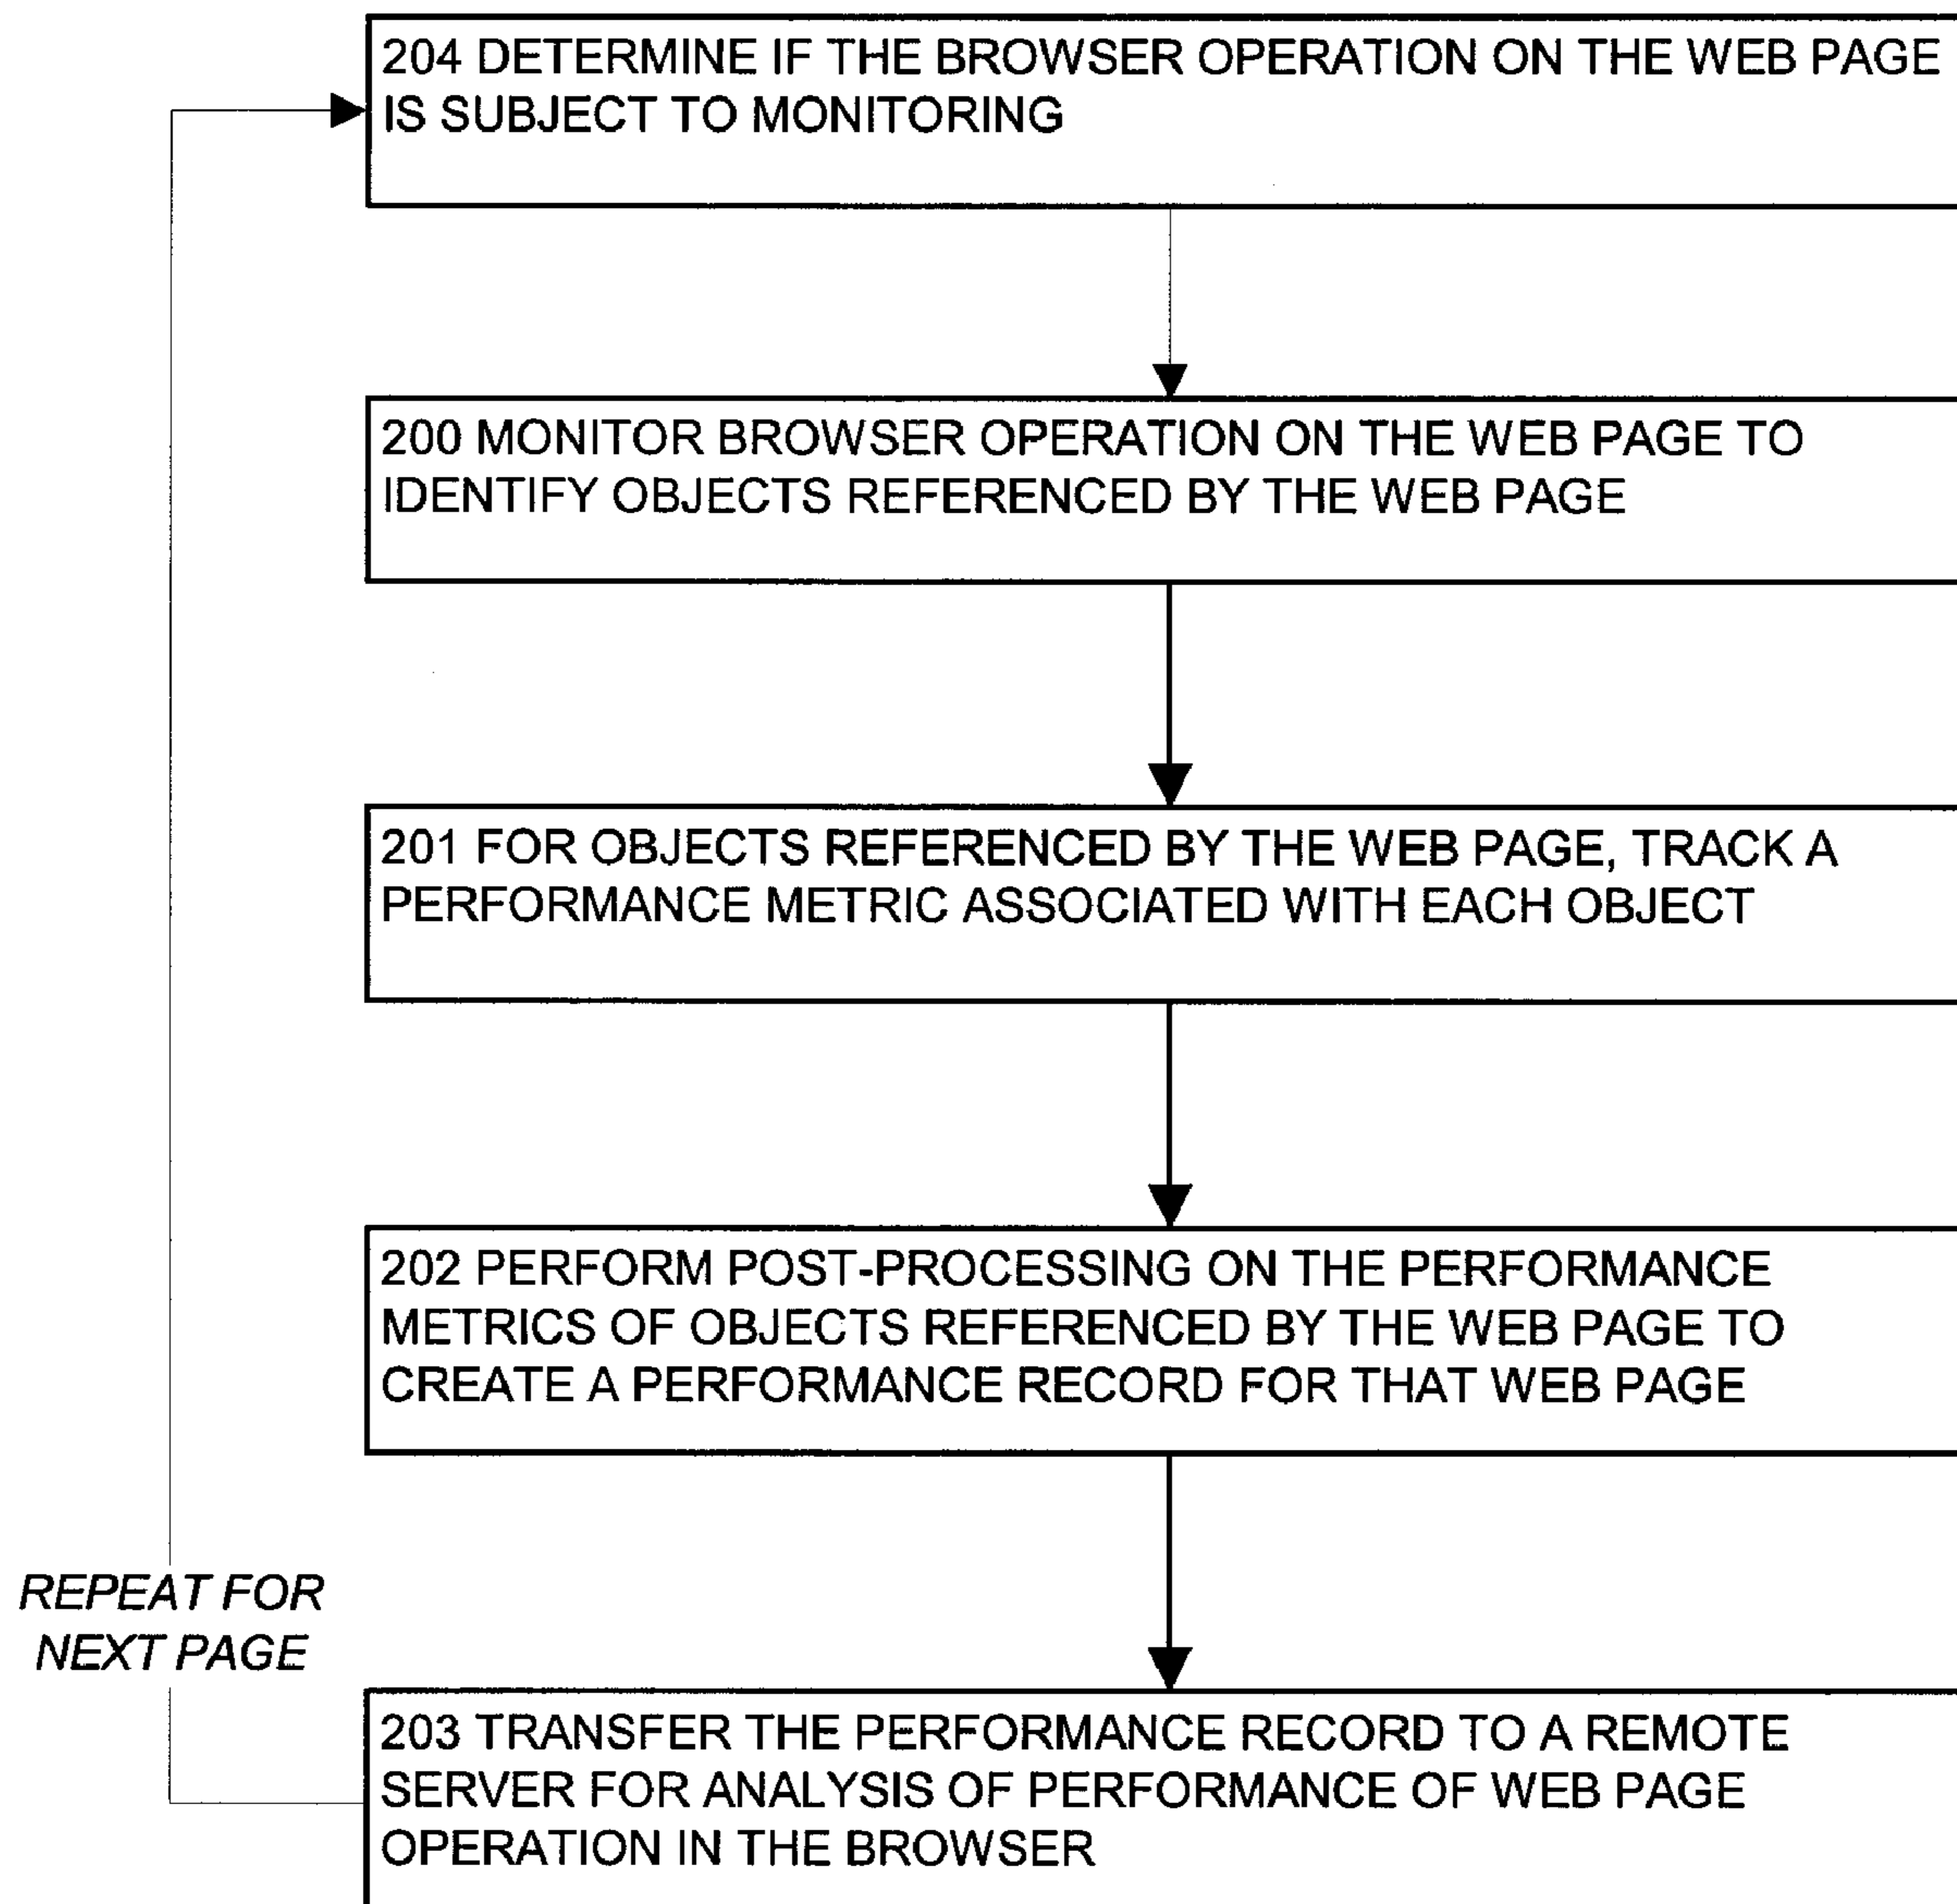 204 DETERMINE IF THE BROWSER OPERATION ON THE WEB PAGE
IS SUBJECT TO MONITORING
200 MONITOR BROWSER OPERATION ON THE WEB PAGE TO
IDENTIFY OBJECTS REFERENCED BY THE WEB PAGE
201 FOR OBJECTS REFERENCED BY THE WEB PAGE, TRACK A
PERFORMANCE METRIC ASSOCIATED WITH EACH OBJECT
202 PERFORM POST-PROCESSING ON THE PERFORMANCE
METRICS OF OBJECTS REFERENCED BY THE WEB PAGE TO
CREATE A PERFORMANCE RECORD FOR THAT WEB PAGE
REPEAT FOR
NEXT PAGE
203 TRANSFER THE PERFORMANCE RECORD TO A REMOTE
SERVER FOR ANALYSIS OF PERFORMANCE OF WEB PAGE
OPERATION IN THE BROWSER